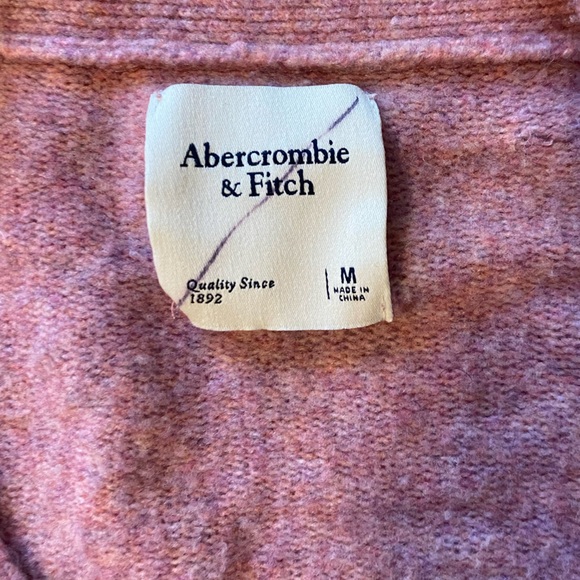 Abercrombie
& Fitch
Quality Since
1892
M
MADE IN
CHINA